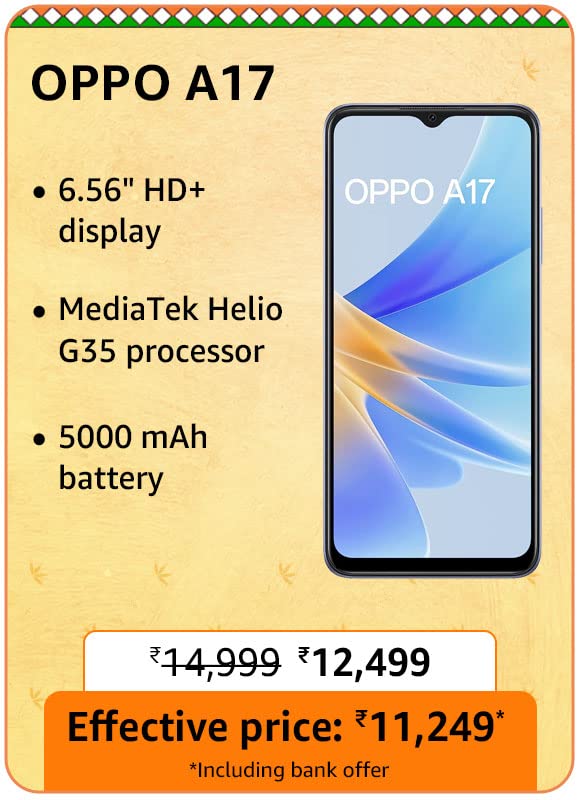 OPPO A17
• 6.56" HD+
display
OPPO A17
• MediaTek Helio
G35 processor
• 5000 mAh
battery
₹14,999 ₹12,499
Effective price: ₹11,249*
*Including bank offer